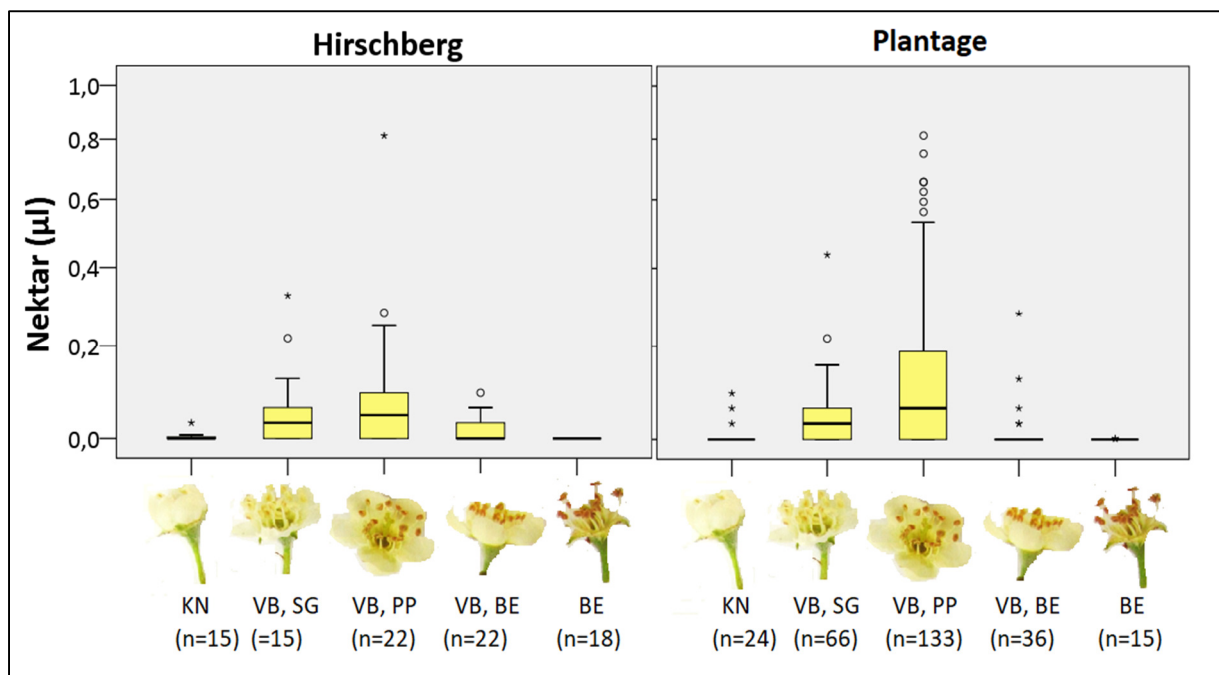 Hirschberg
Plantage
Nektar (µl)
1,0
0,8
0,6
0,4
0,2
0,0
KN VB, SG VB, PP VB, BE BE
(n=15) (=15) (n=22) (n=22) (n=18)
KN VB, SG VB, PP VB, BE BE
(n=24) (n=66) (n=133) (n=36) (n=15)